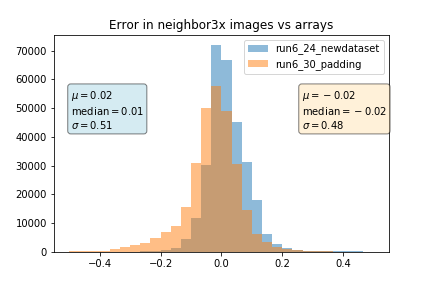 Error in neighbor3x images vs arrays
run6_24_newdataset
run6_30_padding
μ = 0.02
median = 0.01
σ = 0.51
μ = −0.02
median = −0.02
σ = 0.48
70000
60000
50000
40000
30000
20000
10000
0
−0.4 −0.2 0.0 0.2 0.4